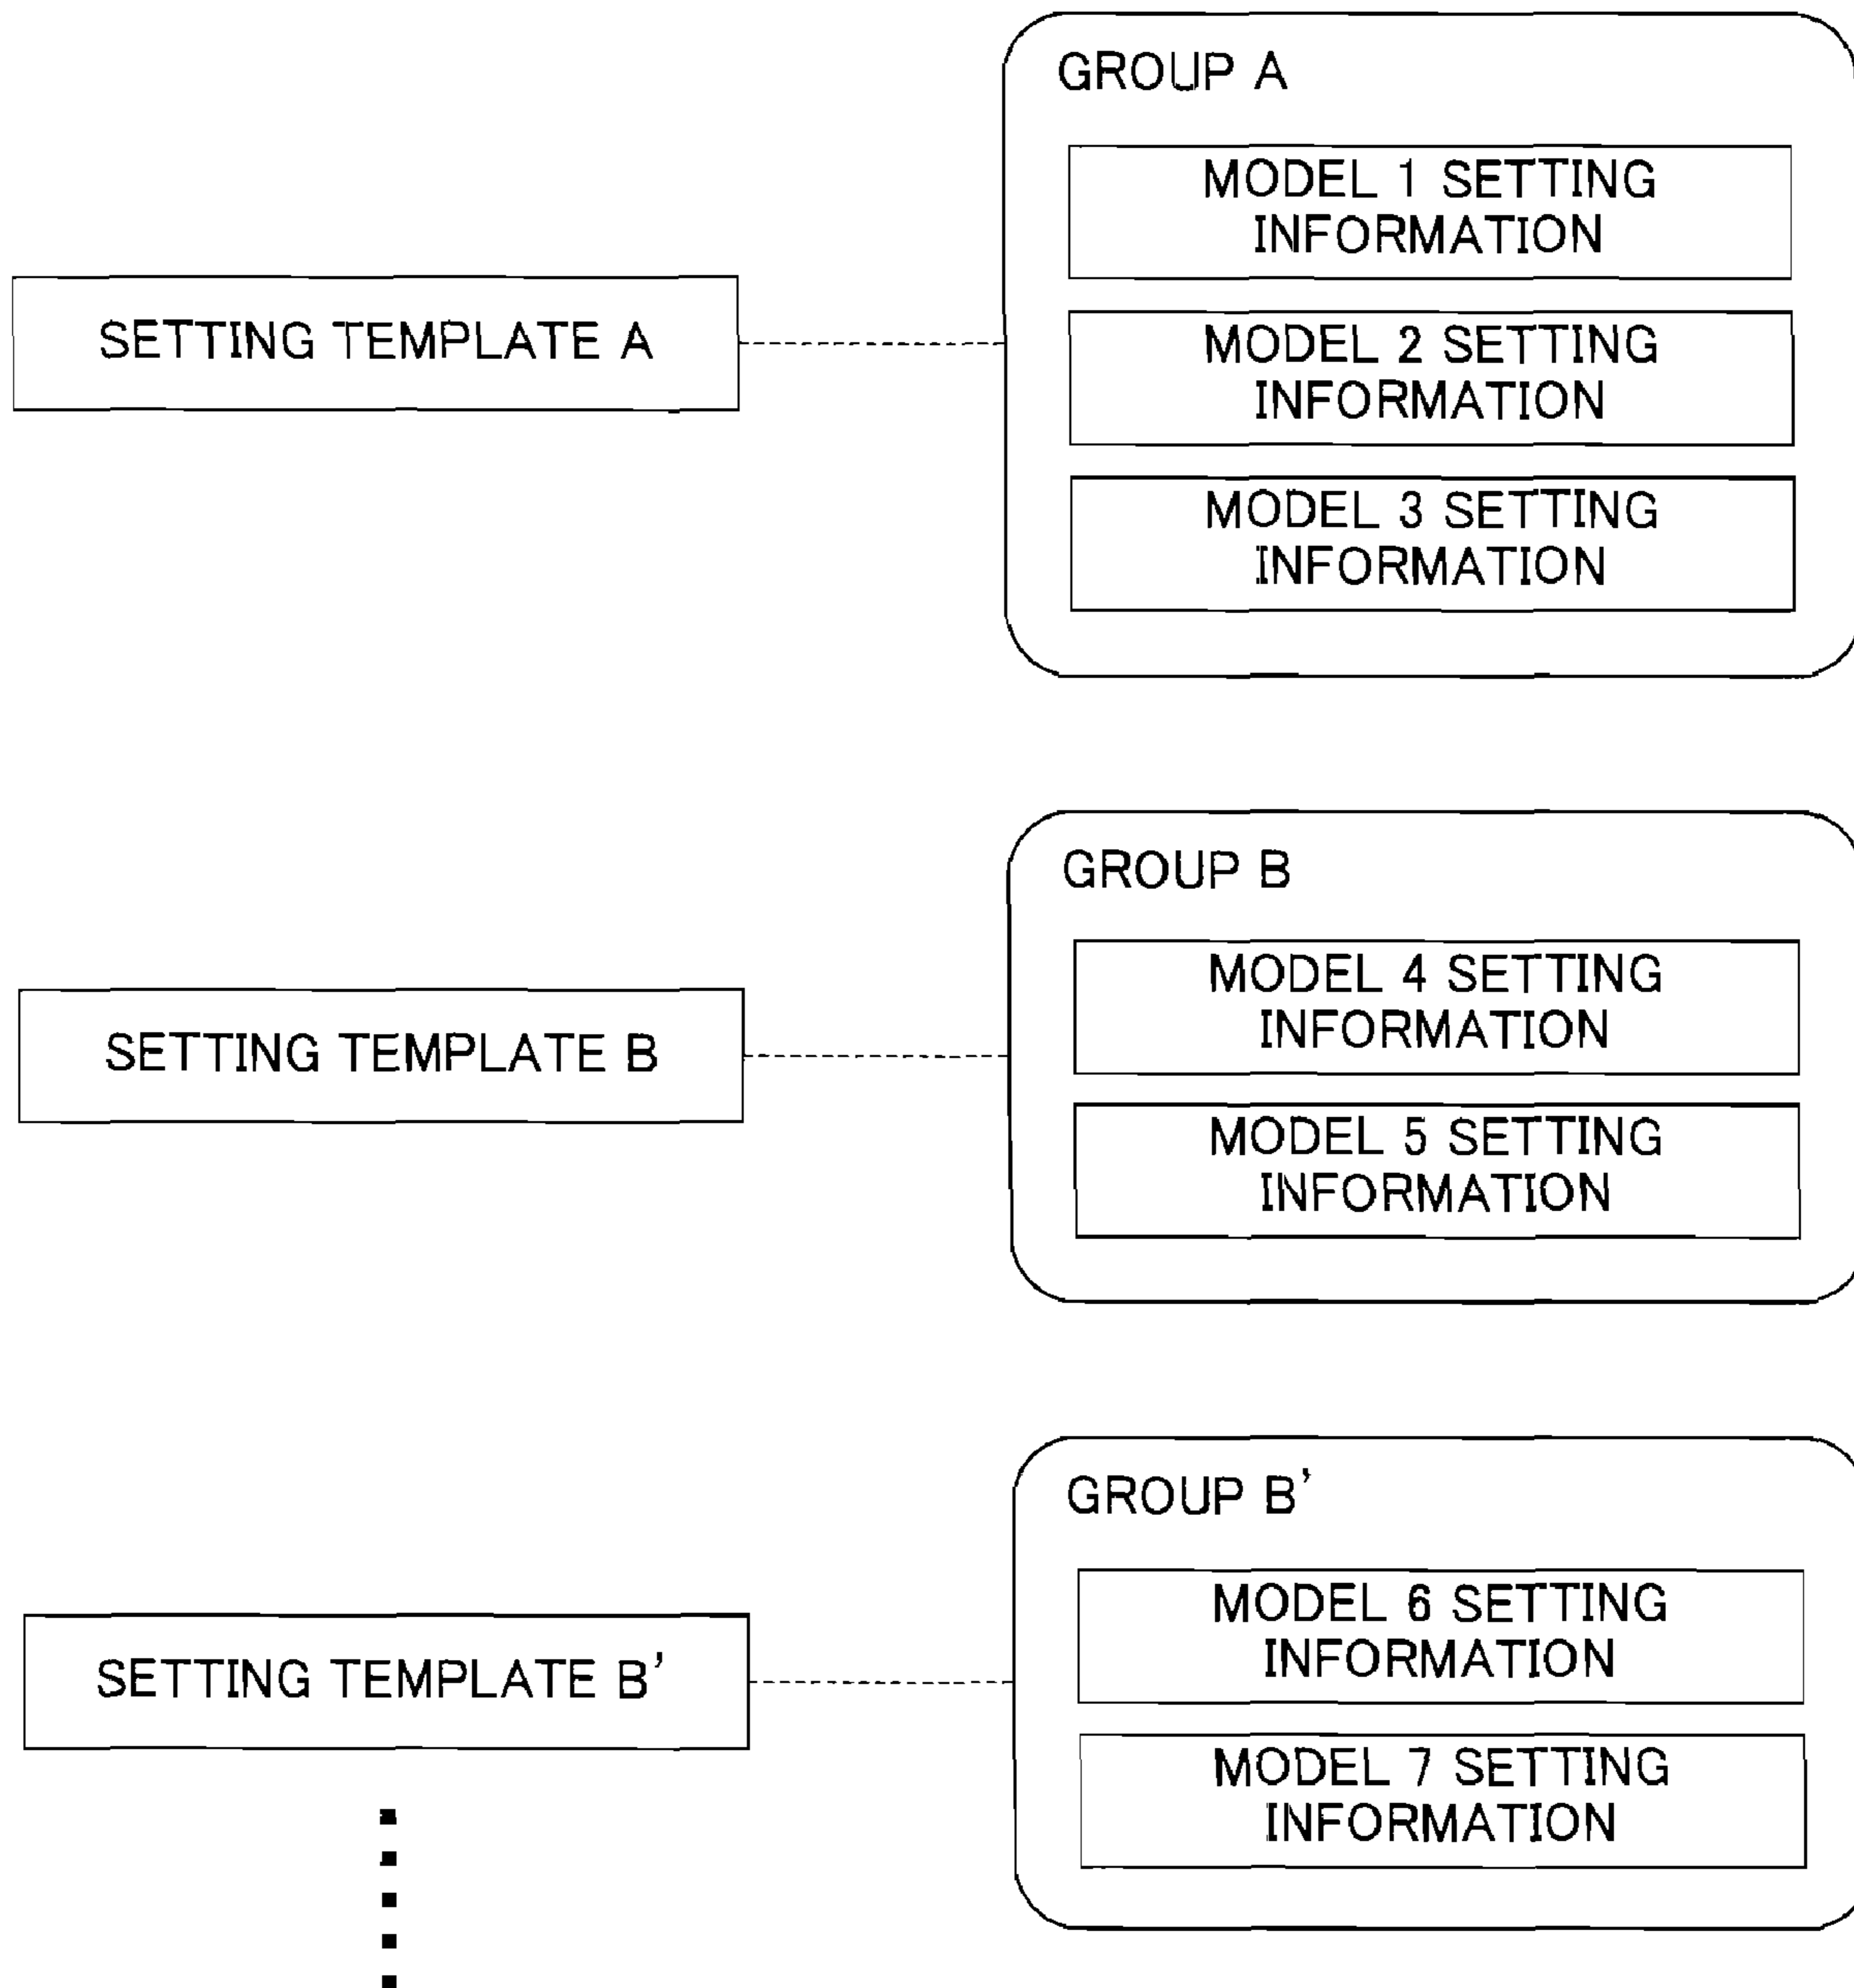 GROUP A
MODEL 1 SETTING
INFORMATION
SETTING TEMPLATE A
MODEL 2 SETTING
INFORMATION
MODEL 3 SETTING
INFORMATION
GROUP B
MODEL 4 SETTING
INFORMATION
SETTING TEMPLATE B
MODEL 5 SETTING
INFORMATION
GROUP B'
MODEL 6 SETTING
INFORMATION
SETTING TEMPLATE B'
MODEL 7 SETTING
INFORMATION